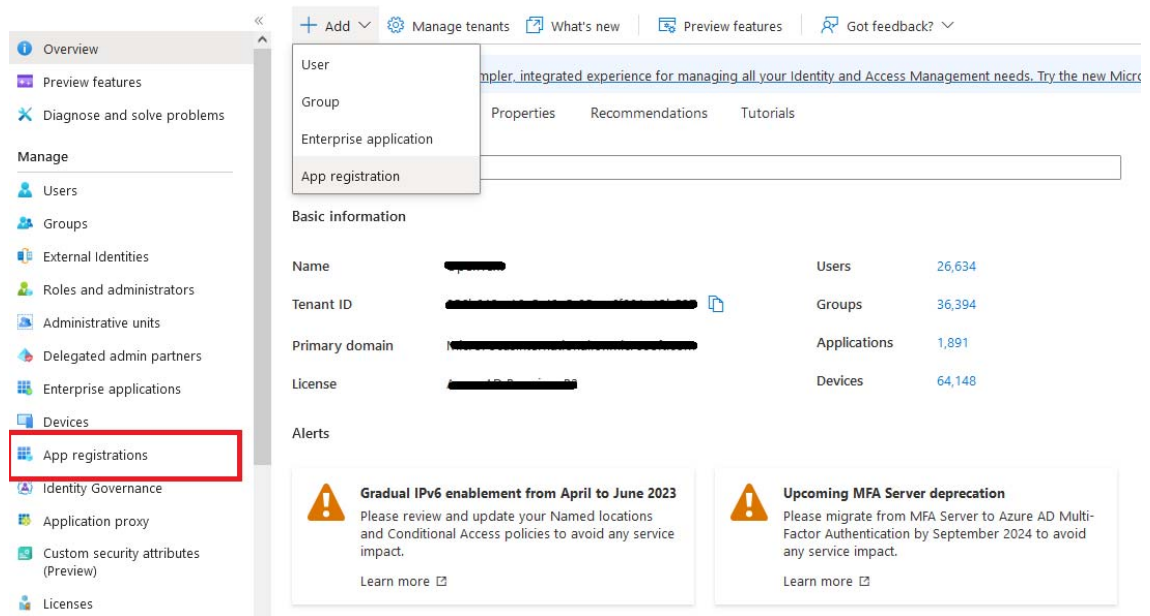 Overview
Preview features
Diagnose and solve problems
Manage
Users
Groups
External Identities
Roles and administrators
Administrative units
Delegated admin partners
Enterprise applications
Devices
App registrations
Identity Governance
Application proxy
Custom security attributes
(Preview)
Licenses
Add Manage tenants What's new Preview features Got feedback?
User
Group
Enterprise application
App registration
integrated experience for managing all your Identity and Access Management needs. Try the new
Properties Recommendations Tutorials
Basic information
Name
Users 26,634
Tenant ID
Groups 36,394
Primary domain
Applications 1,891
License
Devices 64,148
Alerts
Gradual IPv6 enablement from April to June 2023
Please review and update your Named locations
and Conditional Access policies to avoid any service
impact.
Learn more
Upcoming MFA Server deprecation
Please migrate from MFA Server to Azure AD Multi-
Factor Authentication by September 2024 to avoid
any service impact.
Learn more